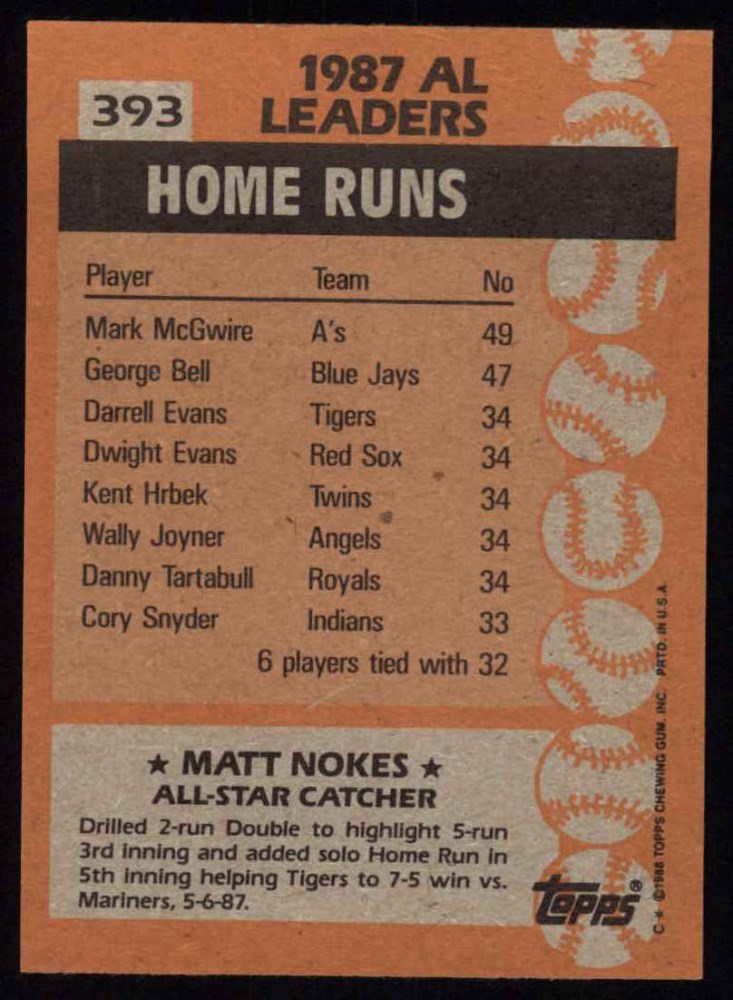 1987 AL
LEADERS
393
HOME RUNS
Player Team No
Mark McGwire A's 49
George Bell Blue Jays 47
Darrell Evans Tigers 34
Dwight Evans Red Sox 34
Kent Hrbek Twins 34
Wally Joyner Angels 34
Danny Tartabull Royals 34
Cory Snyder Indians 33
6 players tied with 32
★ MATT NOKES ★
ALL-STAR CATCHER
Drilled 2-run Double to highlight 5-run
3rd Inning and added solo Home Run in
5th Inning helping Tigers to 7-5 win vs.
Mariners, 5-6-87.
TOPPS®
C * ©1988 TOPPS CHEWING GUM, INC. PRTD. IN U.S.A.